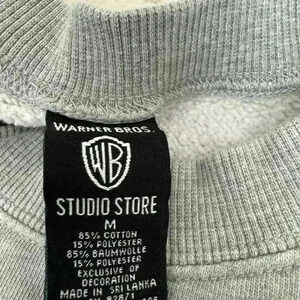 WARNER BROS.
WB
STUDIO STORE
M
85% COTTON
15% POLYESTER
85% BAUMWOLLE
15% POLYESTER
EXCLUSIVE OF
DECORATION
MADE IN SRI LANKA
82871